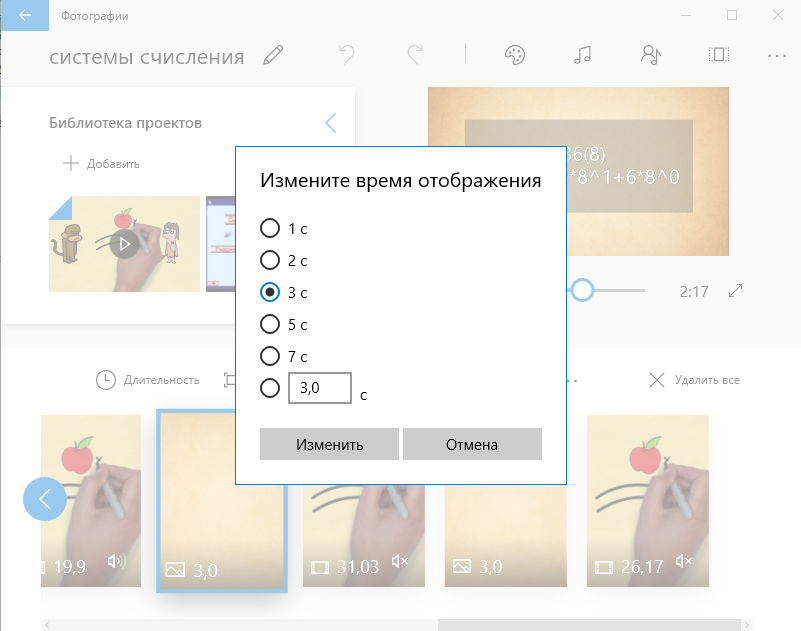 Фотографии
системы счисления
Библиотека проектов
Добавить
36(8)
*8^1+6*8^0
2:17
Измените время отображения
1 с
2 с
3 с
5 с
7 с
3,0 с
Изменить Отмена
Длительность
Удалить все
19,9
3,0
31,03
3,0
26,17